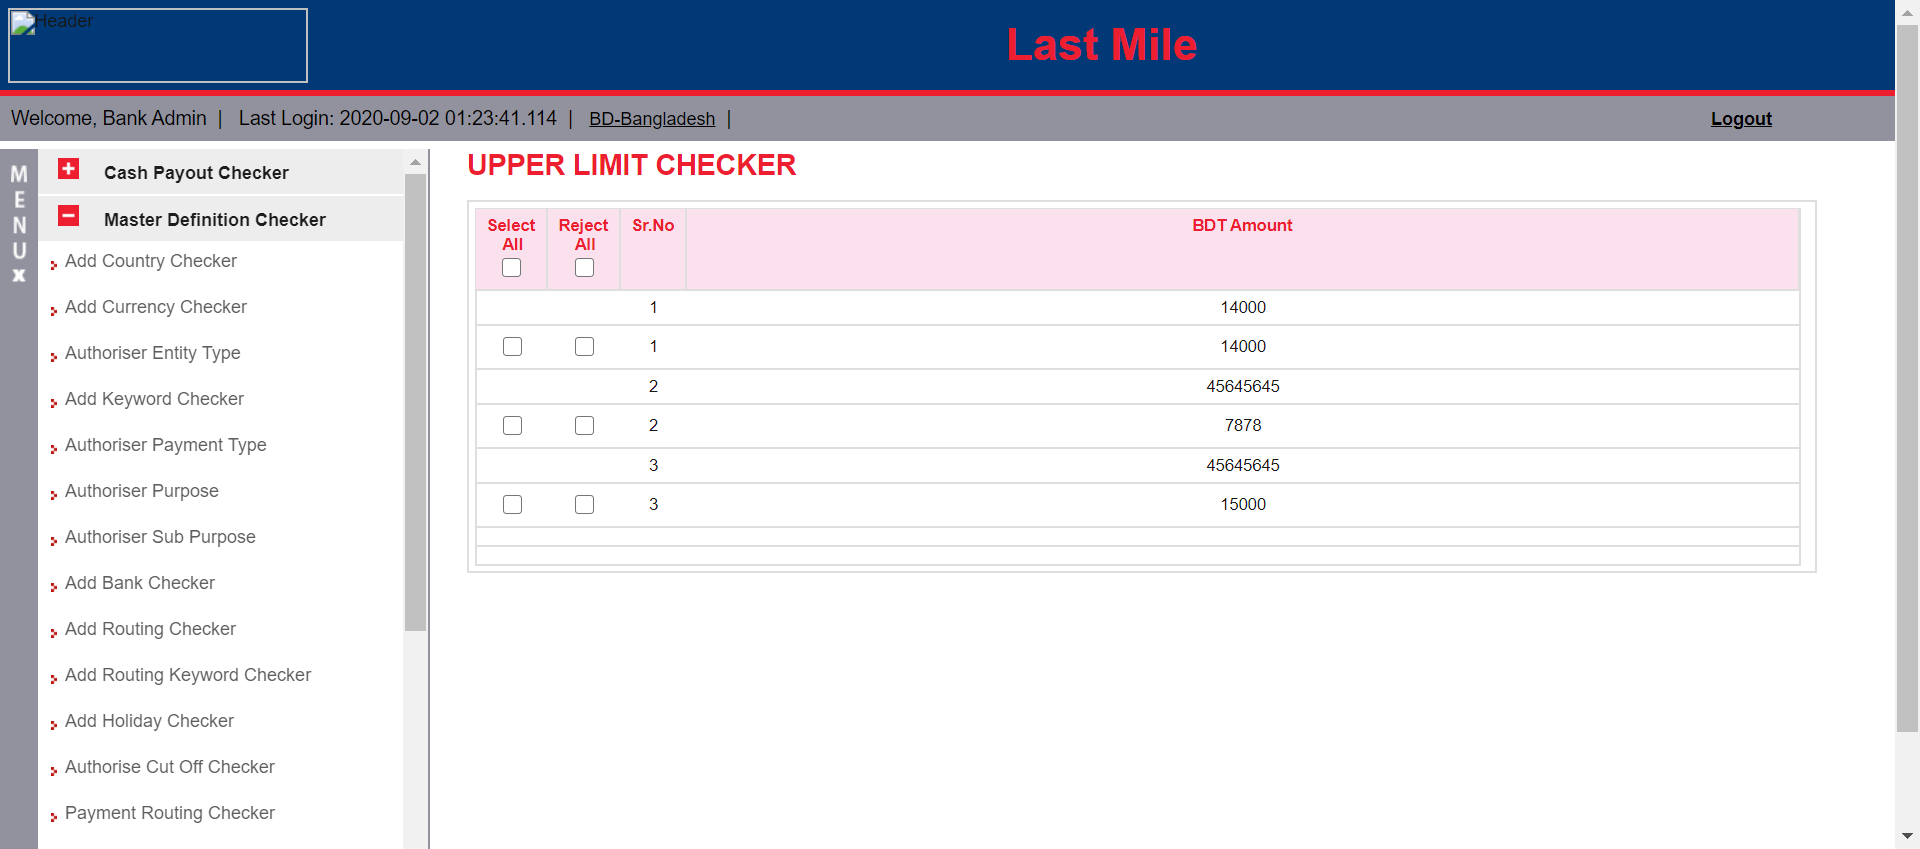 Header
Last Mile
Welcome, Bank Admin | Last Login: 2020-09-02 01:23:41.114 | BD-Bangladesh |
Logout
MENU
x
Cash Payout Checker
Master Definition Checker
Add Country Checker
Add Currency Checker
Authoriser Entity Type
Add Keyword Checker
Authoriser Payment Type
Authoriser Purpose
Authoriser Sub Purpose
Add Bank Checker
Add Routing Checker
Add Routing Keyword Checker
Add Holiday Checker
Authorise Cut Off Checker
Payment Routing Checker
UPPER LIMIT CHECKER
Select All Reject All Sr.No BDT Amount
1 14000
1 14000
2 45645645
2 7878
3 45645645
3 15000